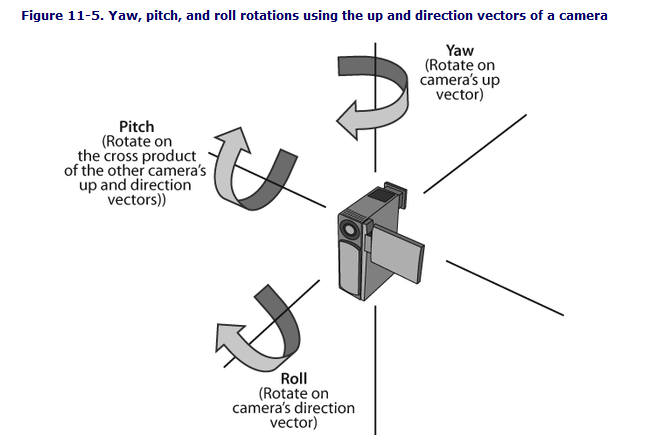 Figure 11-5. Yaw, pitch, and roll rotations using the up and direction vectors of a camera
Yaw
(Rotate on
camera's up
vector)
Pitch
(Rotate on
the cross product
of the other camera's
up and direction
vectors))
Roll
(Rotate on
camera's direction
vector)